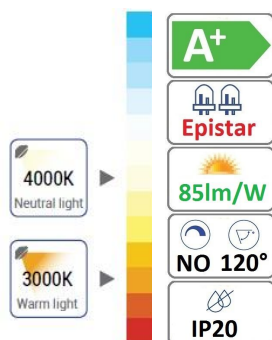 A+
Epistar
4000K
Neutral light
85lm/W
3000K
Warm light
NO 120°
IP20